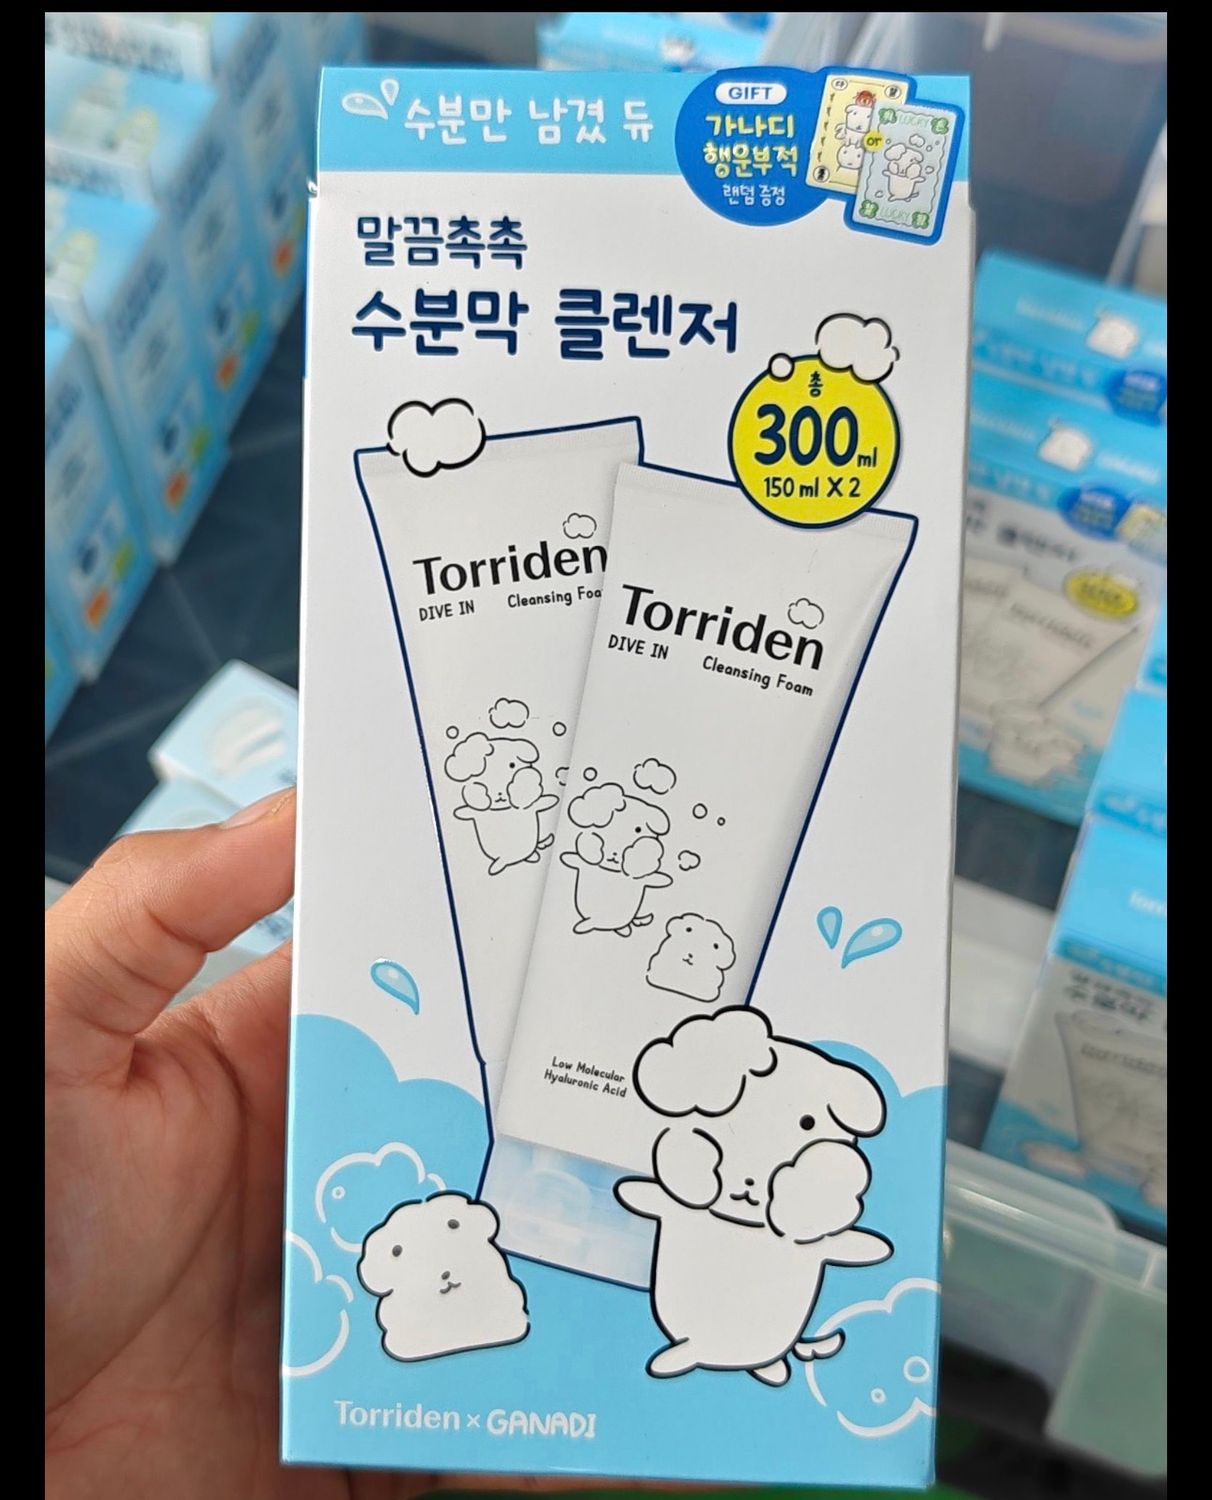 수분만 남겼 듀
GIFT
가나디
행운부적
랜덤 증정
or
LUCKY
LUCKY
말끔촉촉
수분막 클렌저
총
300ml
150 ml X 2
Torriden
DIVE IN Cleansing Foa
Torriden
DIVE IN Cleansing Foam
Low Molecular
Hyaluronic Acid
Torriden × GANADI